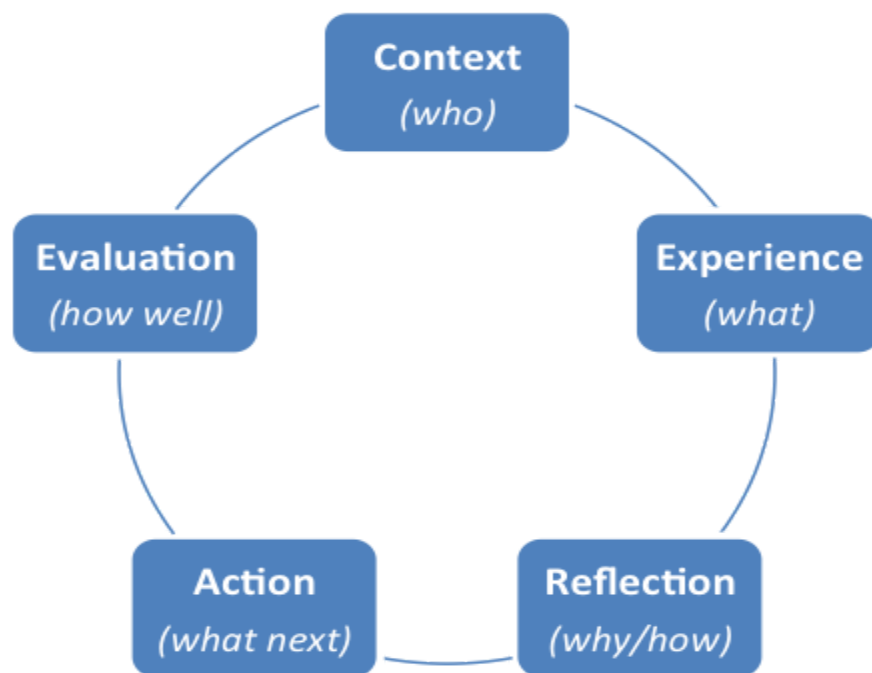 Context
(who)
Experience
(what)
Reflection
(why/how)
Action
(what next)
Evaluation
(how well)